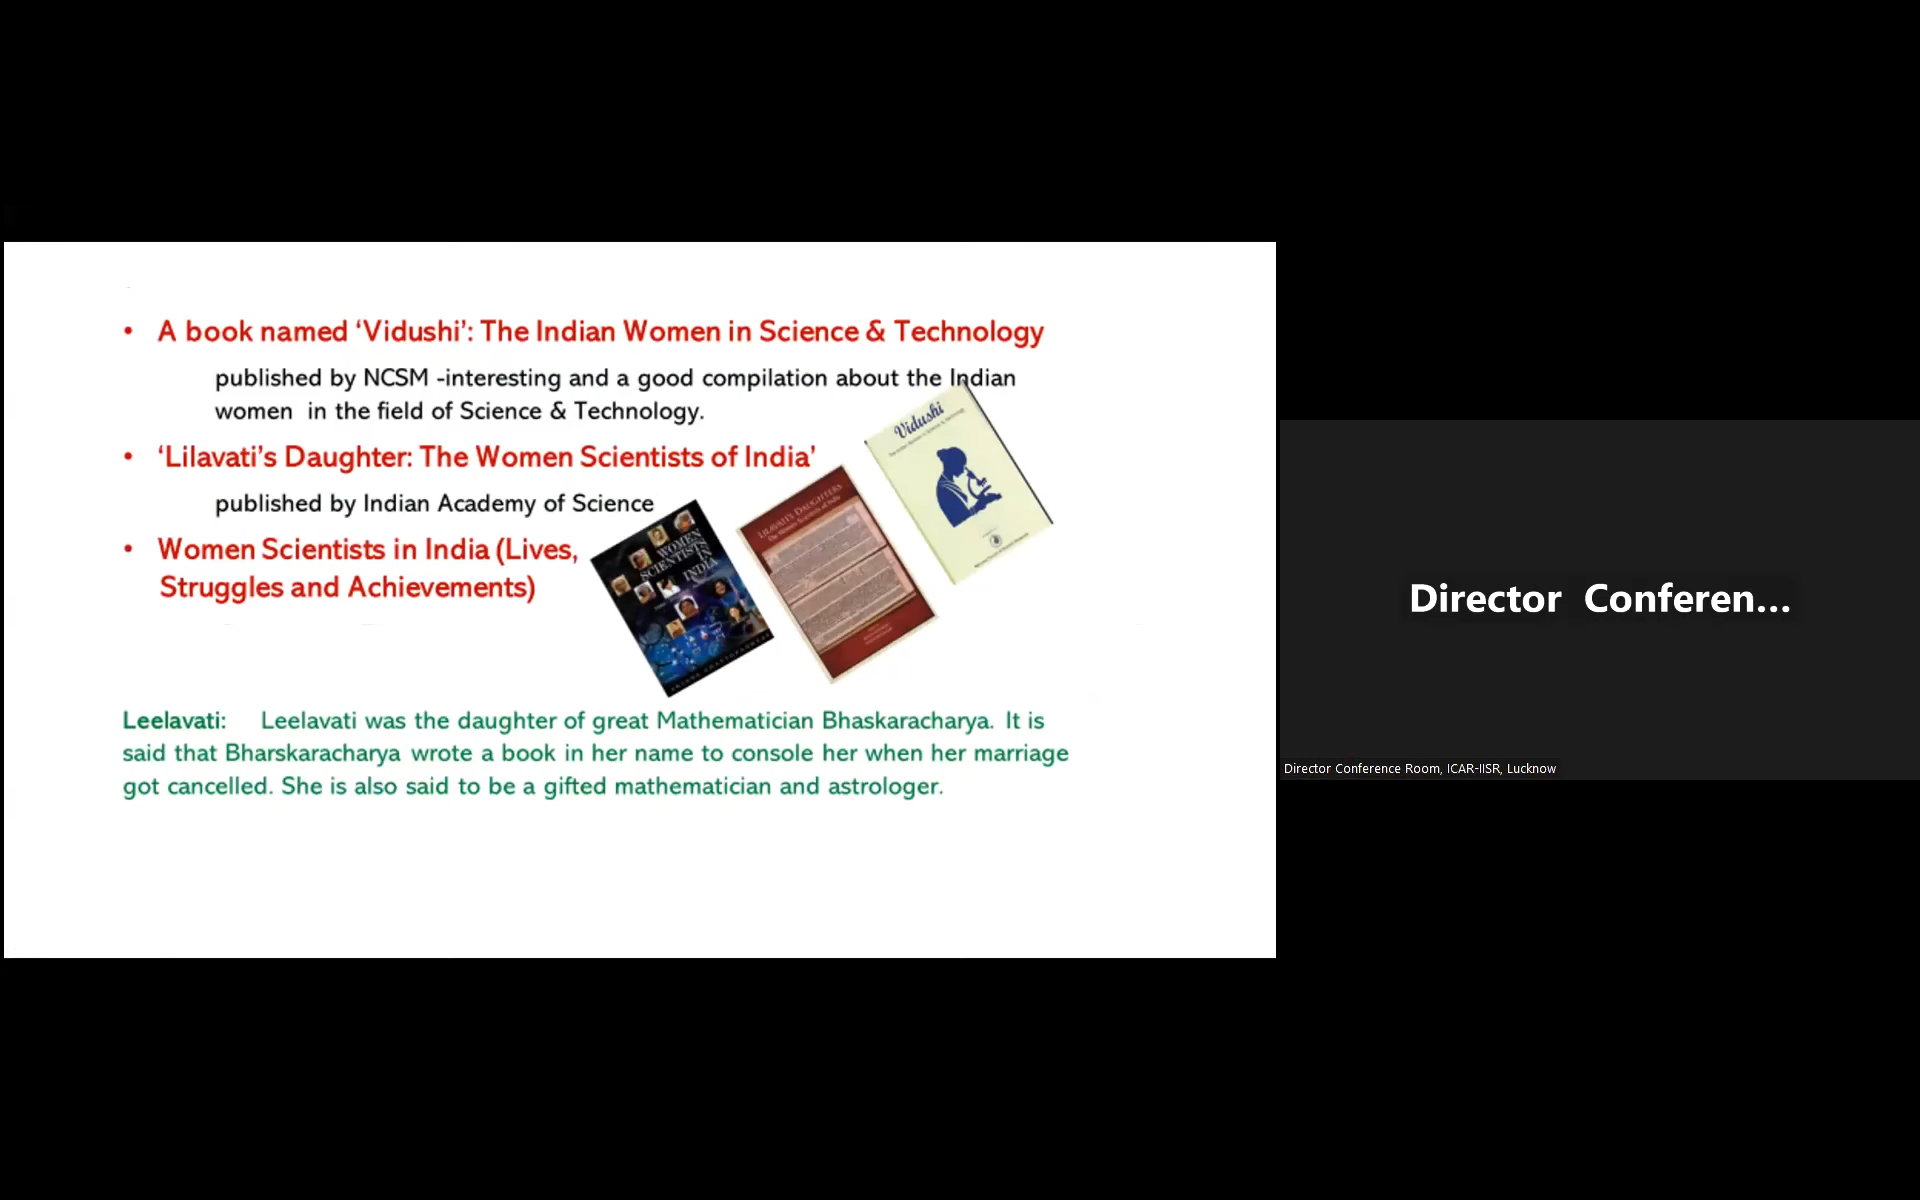 • A book named ‘Vidushi’: The Indian Women in Science & Technology
published by NCSM -interesting and a good compilation about the Indian
women in the field of Science & Technology.
• ‘Lilavati’s Daughter: The Women Scientists of India’
published by Indian Academy of Science
• Women Scientists in India (Lives,
Struggles and Achievements)
Vidushi
LILAVATI'S DAUGHTERS
The Women Scientists of India
WOMEN
SCIENTISTS
IN
INDIA
Leelavati: Leelavati was the daughter of great Mathematician Bhaskaracharya. It is
said that Bharskaracharya wrote a book in her name to console her when her marriage
got cancelled. She is also said to be a gifted mathematician and astrologer.
Director Conferen...
Director Conference Room, ICAR-IISR, Lucknow